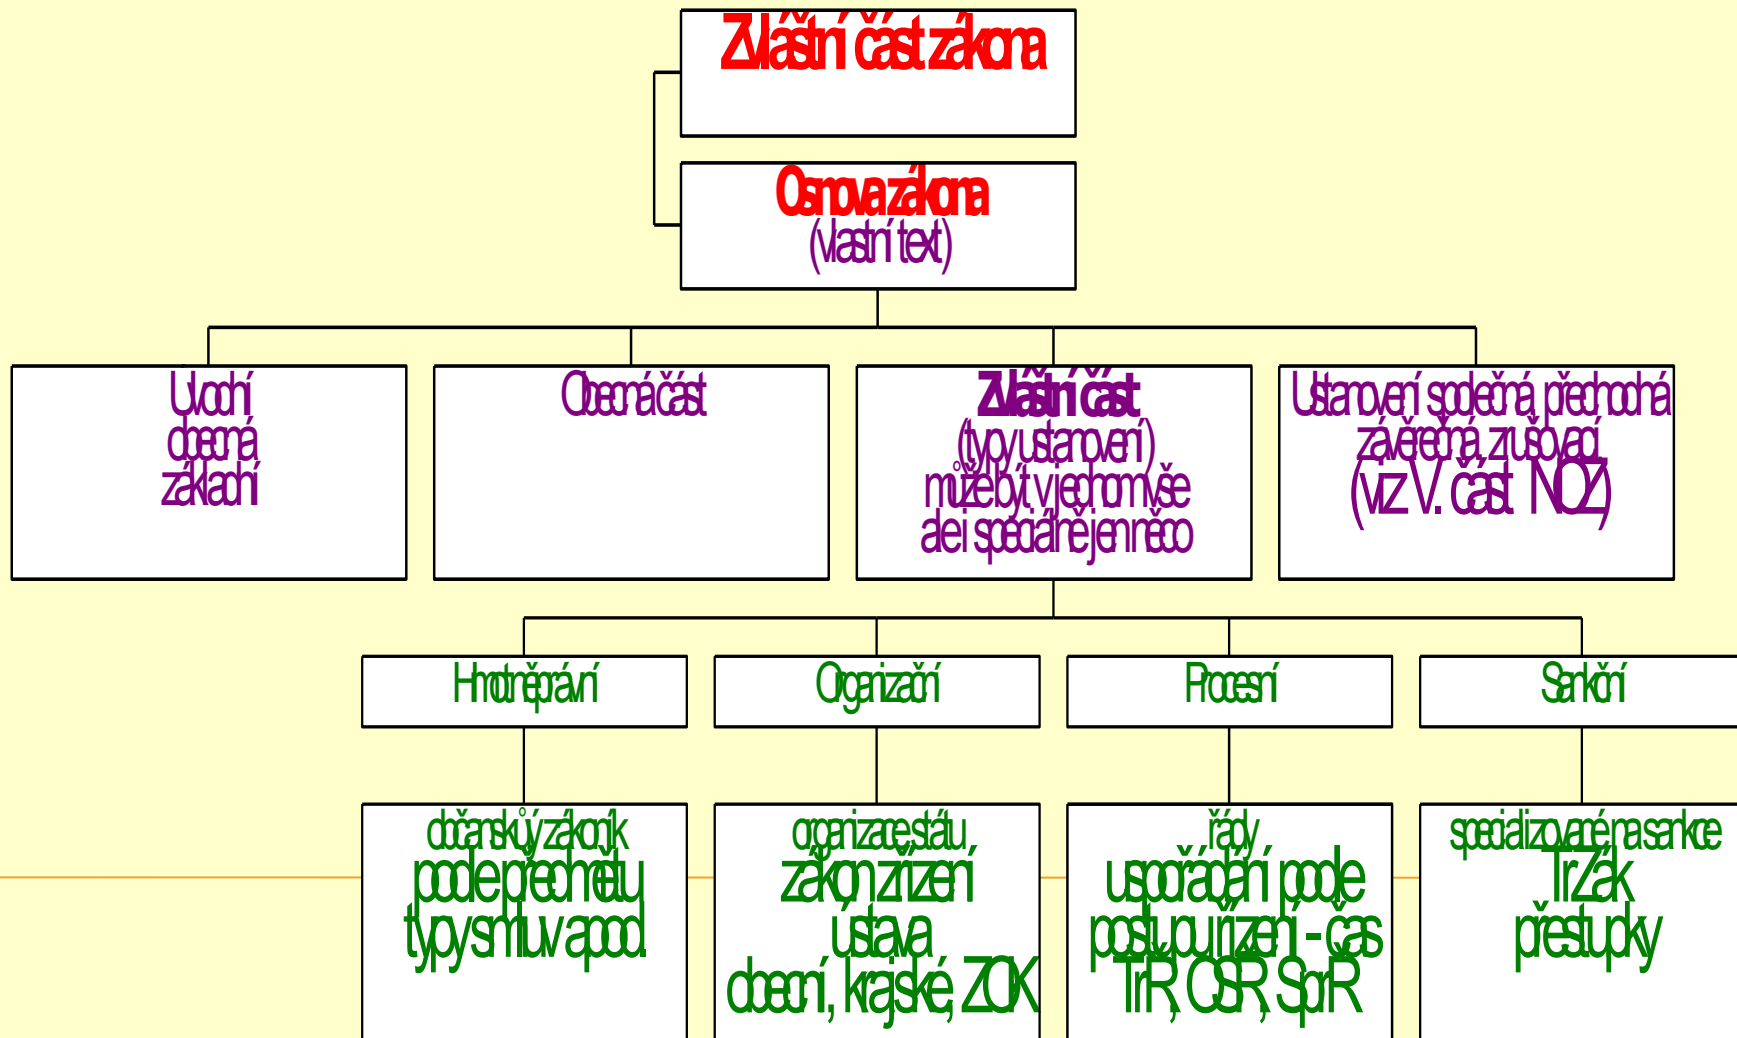 Zvláštní část zákona
Osnova zákona
(vlastní text)
Úvodní
obecná
základní
Obecná část
Zvláštní část
(typy ustanovení)
může být v jednom vše
ale i speciálně jen něco
Ustanovení společná, přechodná
závěrečná, zrušovací,
(viz V. část NOZ)
Hmotněprávní
Organizační
Procesní
Sankční
občanskůý zákoník
podle předmětu
typy smluv apod.
organizace státu
zákon zřízení
ústava
obecní, krajské, ZOK
řády
uspořádání podle
postupu řízení - čas
TrŘ, OSŘ, SprŘ
specializované na sankce
TrZák
přestupky